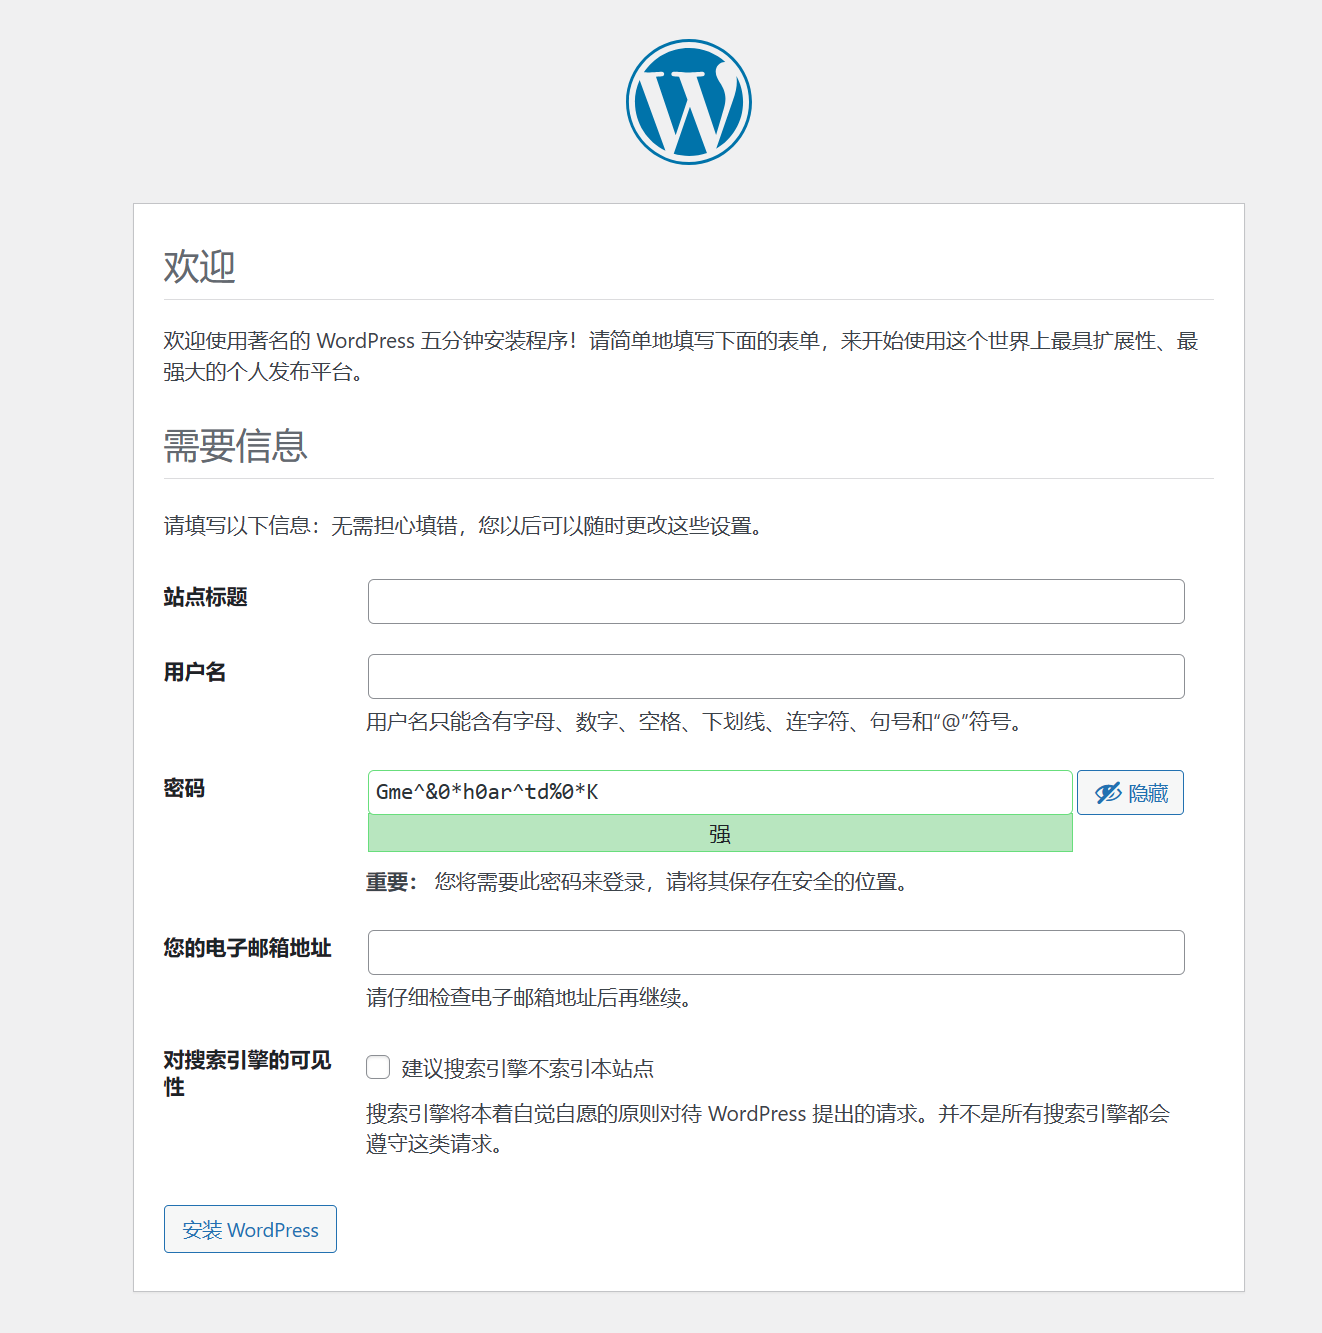 欢迎
欢迎使用著名的 WordPress 五分钟安装程序！请简单地填写下面的表单，来开始使用这个世界上最具扩展性、最
强大的个人发布平台。
需要信息
请填写以下信息：无需担心填错，您以后可以随时更改这些设置。
站点标题
用户名
用户名只能含有字母、数字、空格、下划线、连字符、句号和“@”符号。
密码
Gme^&0*h0ar^td%0*K
隐藏
强
重要： 您将需要此密码来登录，请将其保存在安全的位置。
您的电子邮箱地址
请仔细检查电子邮箱地址后再继续。
对搜索引擎的可见
性
建议搜索引擎不索引本站点
搜索引擎将本着自觉自愿的原则对待 WordPress 提出的请求。并不是所有搜索引擎都会
遵守这类请求。
安装 WordPress